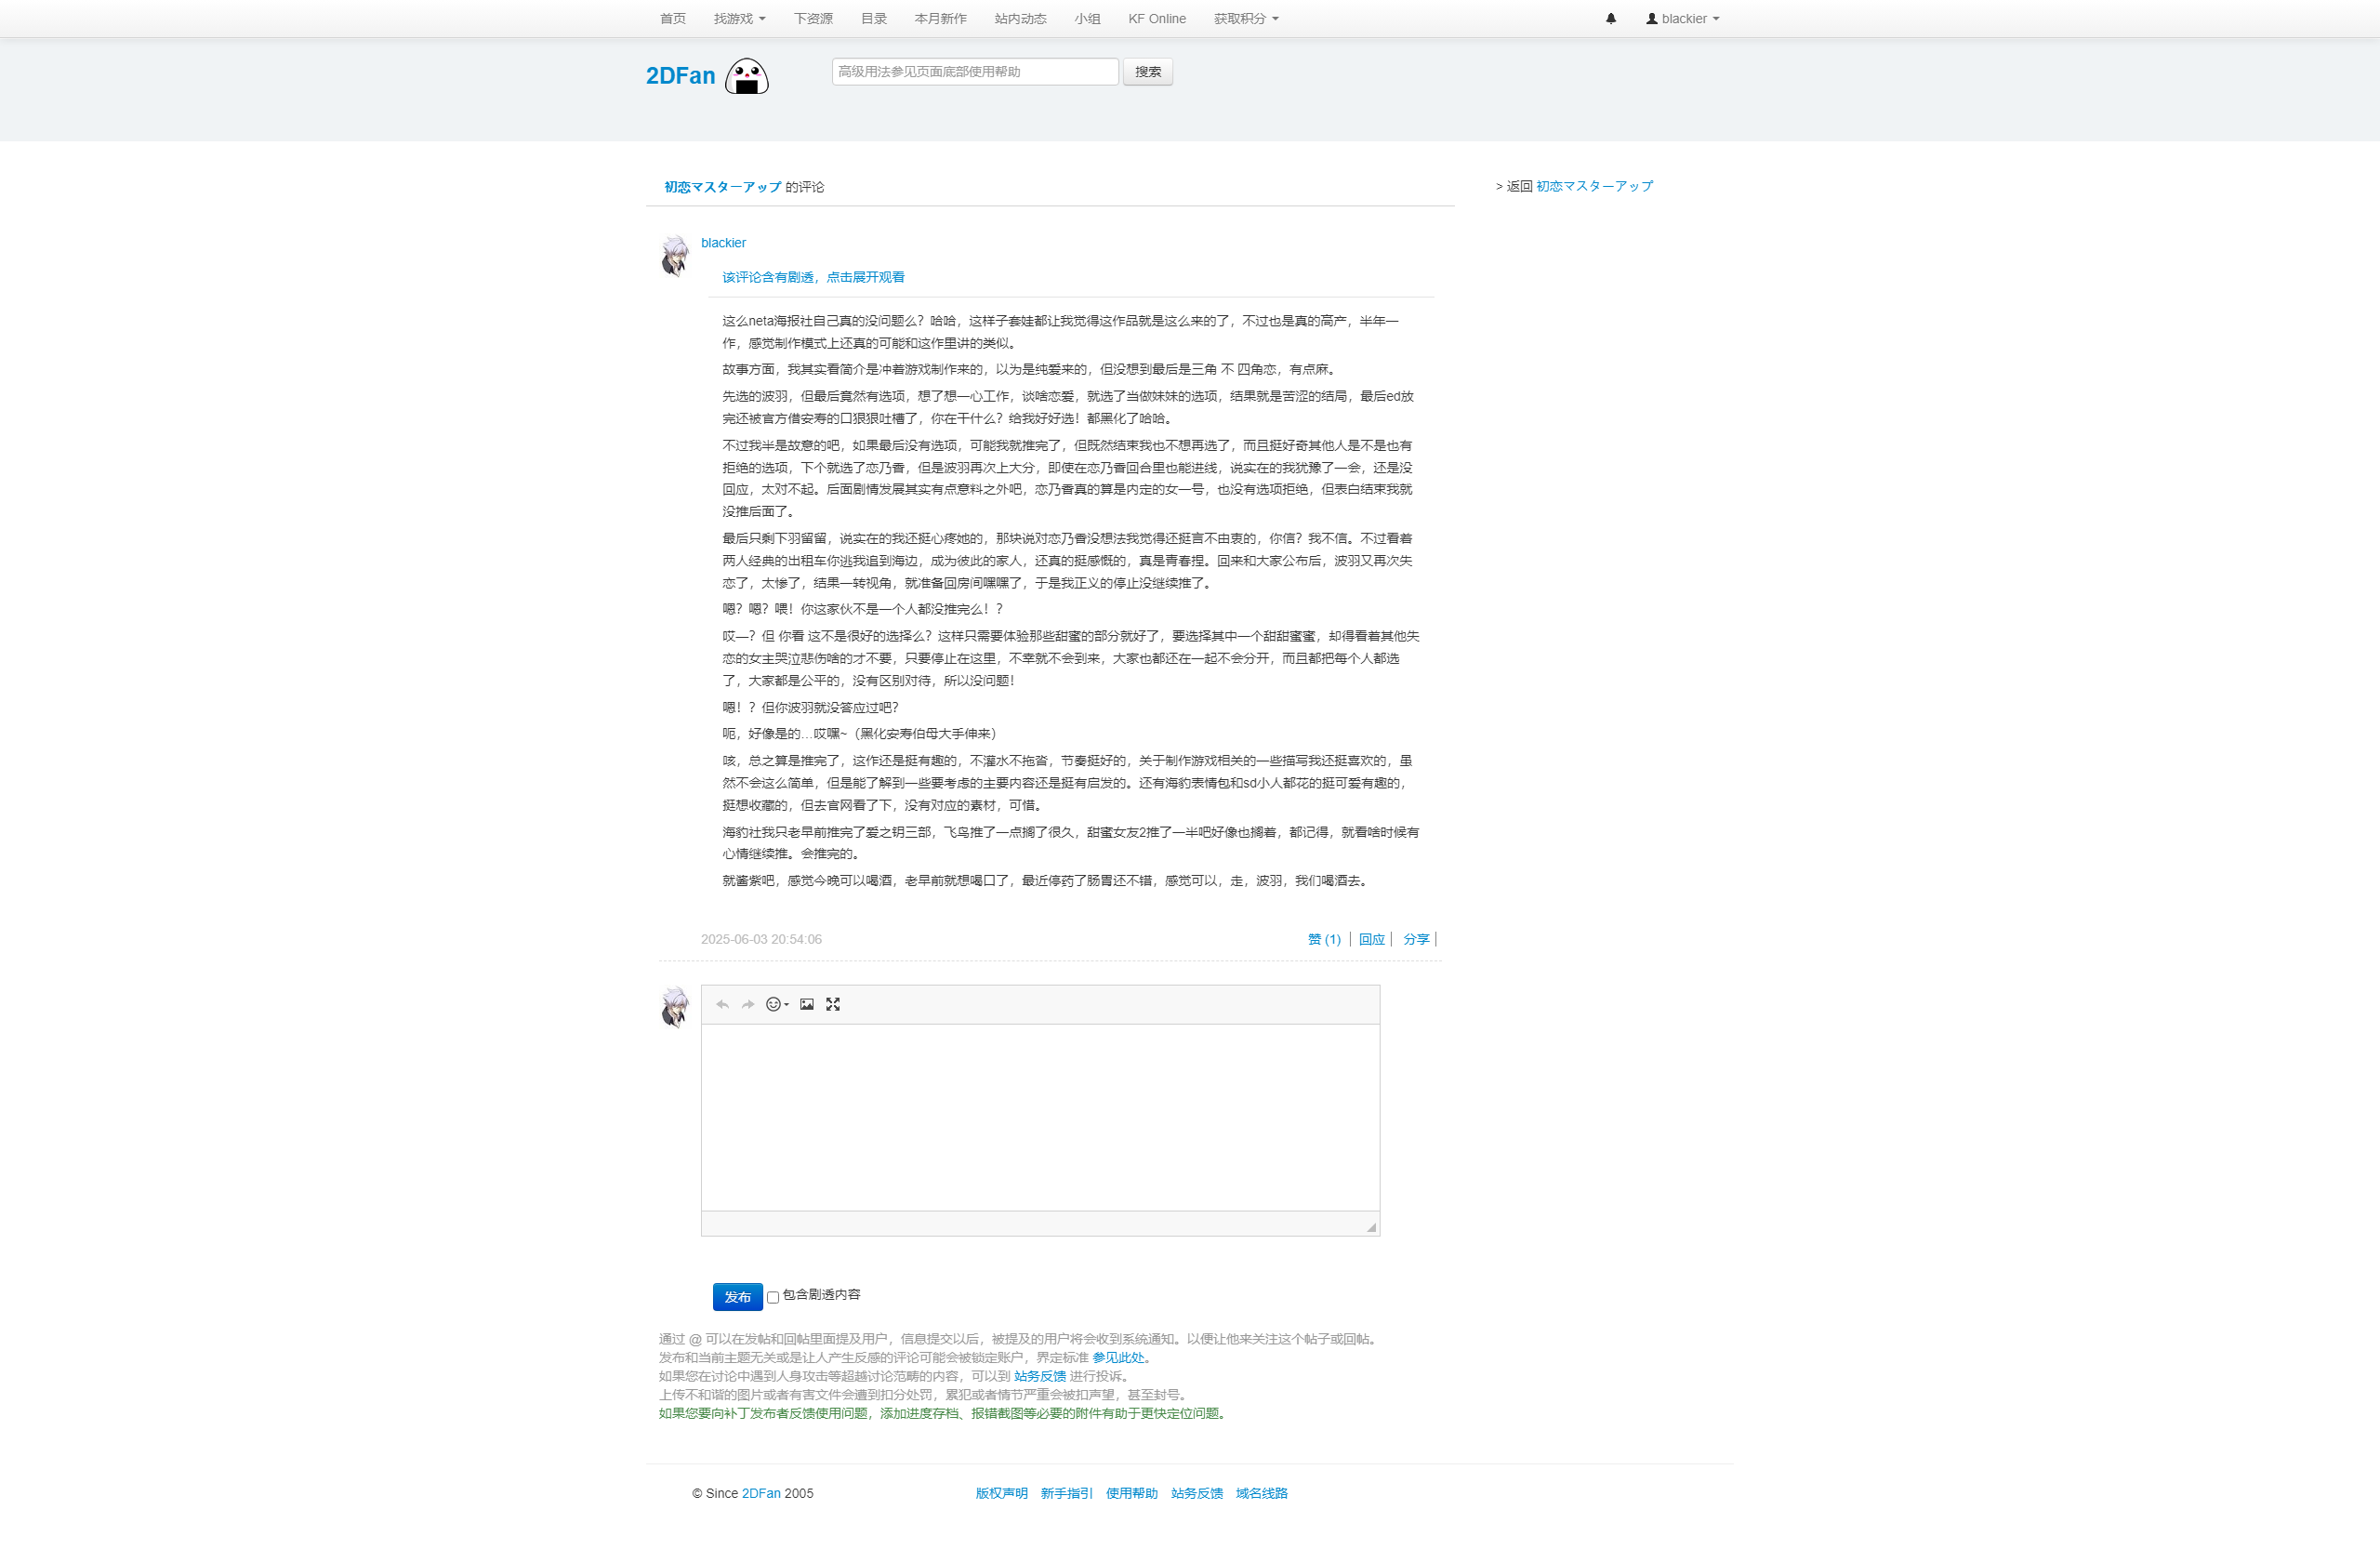 首页 找游戏 下资源 目录 本月新作 站内动态 小组 KF Online 获取积分 blackier
2DFan 高级用法参见页面底部使用帮助 搜索
初恋マスターアップ 的评论
> 返回 初恋マスターアップ
blackier
该评论含有剧透，点击展开观看
这么neta海报社自己真的没问题么？哈哈，这样子套娃都让我觉得这作品就是这么来的了，不过也是真的高产，半年一
作，感觉制作模式上还真的可能和这作里讲的类似。
故事方面，我其实看简介是冲着游戏制作来的，以为是纯爱来的，但没想到最后是三角 不 四角恋，有点麻。
先选的波羽，但最后竟然有选项，想了想一心工作，谈啥恋爱，就选了当做妹妹的选项，结果就是苦涩的结局，最后ed放
完还被官方借安寿的口狠狠吐槽了，你在干什么？给我好好选！都黑化了哈哈。
不过我半是故意的吧，如果最后没有选项，可能我就推完了，但既然结束我也不想再选了，而且挺好奇其他人是不是也有
拒绝的选项，下个就选了恋乃香，但是波羽再次上大分，即使在恋乃香回合里也能进线，说实在的我犹豫了一会，还是没
回应，太对不起。后面剧情发展其实有点意料之外吧，恋乃香真的算是内定的女一号，也没有选项拒绝，但表白结束我就
没推后面了。
最后只剩下羽留留，说实在的我还挺心疼她的，那块说对恋乃香没想法我觉得还挺言不由衷的，你信？我不信。不过看着
两人经典的出租车你逃我追到海边，成为彼此的家人，还真的挺感慨的，真是青春捏。回来和大家公布后，波羽又再次失
恋了，太惨了，结果一转视角，就准备回房间嘿嘿了，于是我正义的停止没继续推了。
嗯？嗯？喂！你这家伙不是一个人都没推完么！？
哎—？但 你看 这不是很好的选择么？这样只需要体验那些甜蜜的部分就好了，要选择其中一个甜甜蜜蜜，却得看着其他失
恋的女主哭泣悲伤啥的才不要，只要停止在这里，不幸就不会到来，大家也都还在一起不会分开，而且都把每个人都选
了，大家都是公平的，没有区别对待，所以没问题！
嗯！？但你波羽就没答应过吧？
呃，好像是的…哎嘿~（黑化安寿伯母大手伸来）
咳，总之算是推完了，这作还是挺有趣的，不灌水不拖沓，节奏挺好的，关于制作游戏相关的一些描写我还挺喜欢的，虽
然不会这么简单，但是能了解到一些要考虑的主要内容还是挺有启发的。还有海豹表情包和sd小人都花的挺可爱有趣的，
挺想收藏的，但去官网看了下，没有对应的素材，可惜。
海豹社我只老早前推完了爱之钥三部，飞鸟推了一点搁了很久，甜蜜女友2推了一半吧好像也搁着，都记得，就看啥时候有
心情继续推。会推完的。
就酱紫吧，感觉今晚可以喝酒，老早前就想喝口了，最近停药了肠胃还不错，感觉可以，走，波羽，我们喝酒去。
2025-06-03 20:54:06 赞 (1) 回应 分享
发布 包含剧透内容
通过 @ 可以在发帖和回帖里面提及用户，信息提交以后，被提及的用户将会收到系统通知。以便让他来关注这个帖子或回帖。
发布和当前主题无关或是让人产生反感的评论可能会被锁定账户，界定标准 参见此处。
如果您在讨论中遇到人身攻击等超越讨论范畴的内容，可以到 站务反馈 进行投诉。
上传不和谐的图片或者有害文件会遭到扣分处罚，累犯或者情节严重会被扣声望，甚至封号。
如果您要向补丁发布者反馈使用问题，添加进度存档、报错截图等必要的附件有助于更快定位问题。
© Since 2DFan 2005 版权声明 新手指引 使用帮助 站务反馈 域名线路